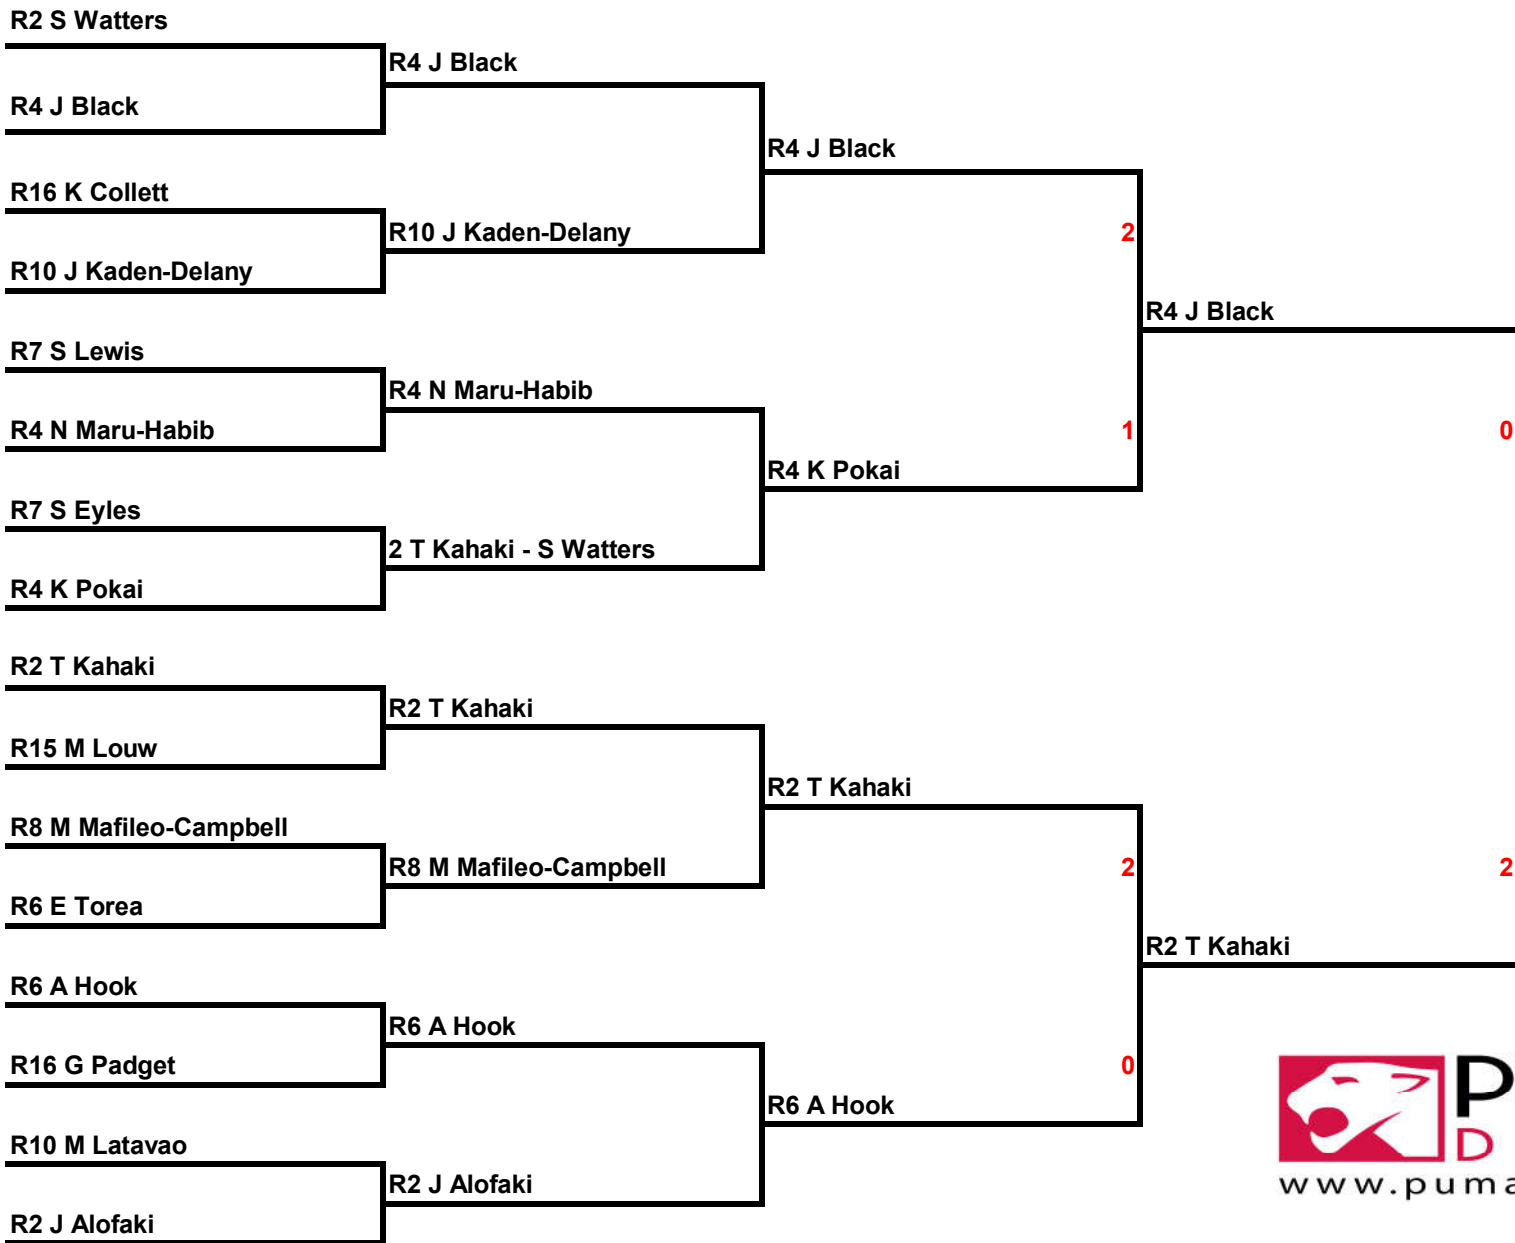 R2 S Watters
R4 J Black
R4 J Black
R4 J Black
R16 K Collett
R10 J Kaden-Delany
2
R10 J Kaden-Delany
R4 J Black
R7 S Lewis
R4 N Maru-Habib
R4 N Maru-Habib
1
0
R4 K Pokai
R7 S Eyles
2 T Kahaki - S Watters
R4 K Pokai
R2 T Kahaki
R2 T Kahaki
R15 M Louw
R2 T Kahaki
R8 M Mafileo-Campbell
R8 M Mafileo-Campbell
2
2
R6 E Torea
R2 T Kahaki
R6 A Hook
R6 A Hook
R16 G Padget
0
R6 A Hook
R10 M Latavao
R2 J Alofaki
R2 J Alofaki
P
D
www.puma